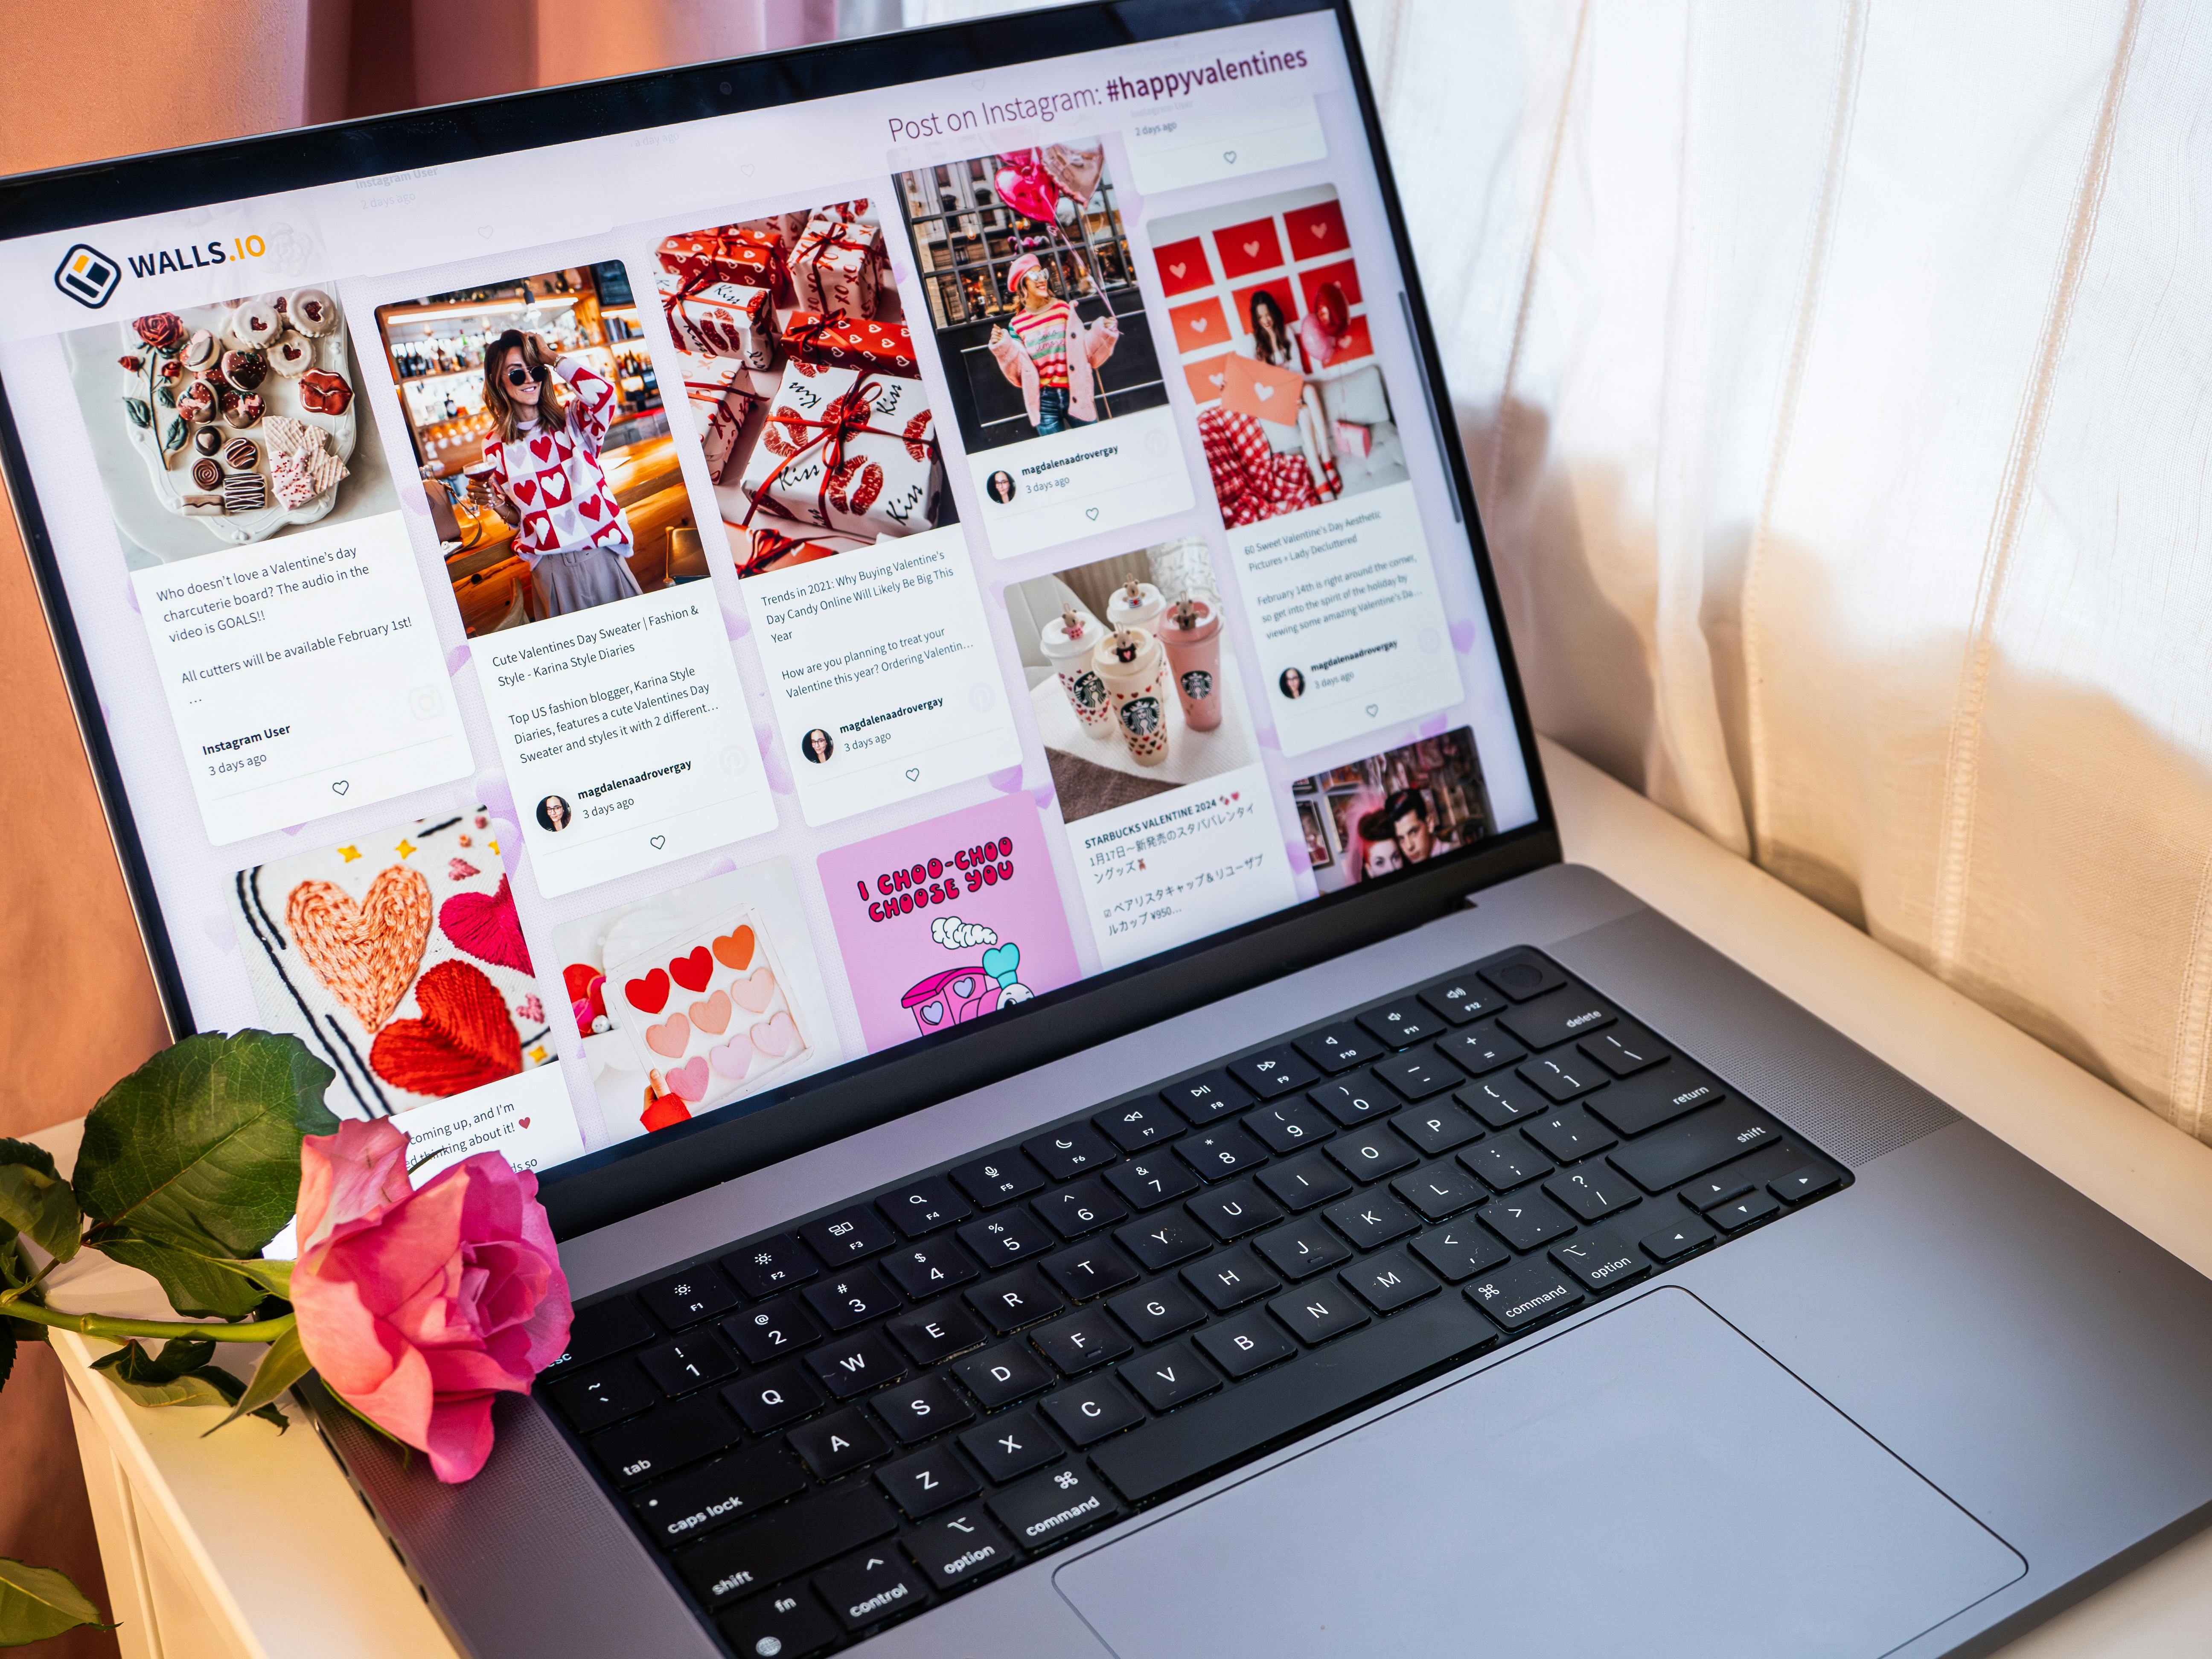 Post on Instagram: #happyvalentines
WALLS.IO
Instagram User
2 days ago
a day ago
Instagram User
2 days ago
Who doesn't love a Valentine's day
charcuterie board? The audio in the
video is GOALS!!
All cutters will be available February 1st!
...
Instagram User
3 days ago
Cute Valentines Day Sweater | Fashion &
Style - Karina Style Diaries
Top US fashion blogger, Karina Style
Diaries, features a cute Valentines Day
Sweater and styles it with 2 different...
magdalenaadrovergay
3 days ago
Kiss
XOXO
Kiss
Kiss
Kiss
Kiss
Trends in 2021: Why Buying Valentine's
Day Candy Online Will Likely Be Big This
Year
How are you planning to treat your
Valentine this year? Ordering Valentin...
magdalenaadrovergay
3 days ago
I CHOO-CHOO
CHOOSE YOU
magdalenaadrovergay
3 days ago
STARBUCKS VALENTINE 2024
1月17日〜新発売のスタババレンタイ
ングッズ
☑ ベアリスタキャップ&リユーザブ
ルカップ ¥950...
60 Sweet Valentine's Day Aesthetic
Pictures » Lady Decluttered
February 14th is right around the corner,
so get into the spirit of the holiday by
viewing some amazing Valentine's Da...
magdalenaadrovergay
3 days ago
coming up, and I'm
thinking about it! ❤
so
esc F1 F2 F3 F4 F5 F6 F7 F8 F9 F10 F11 F12
~ ` ! 1 @ 2 # 3 $ 4 % 5 ^ 6 & 7 * 8 ( 9 ) 0 _ - + = delete
tab Q W E R T Y U I O P { [ } ] | \
caps lock A S D F G H J K L : ; " ' return
shift Z X C V B N M < , > . ? / shift
fn control option command command option